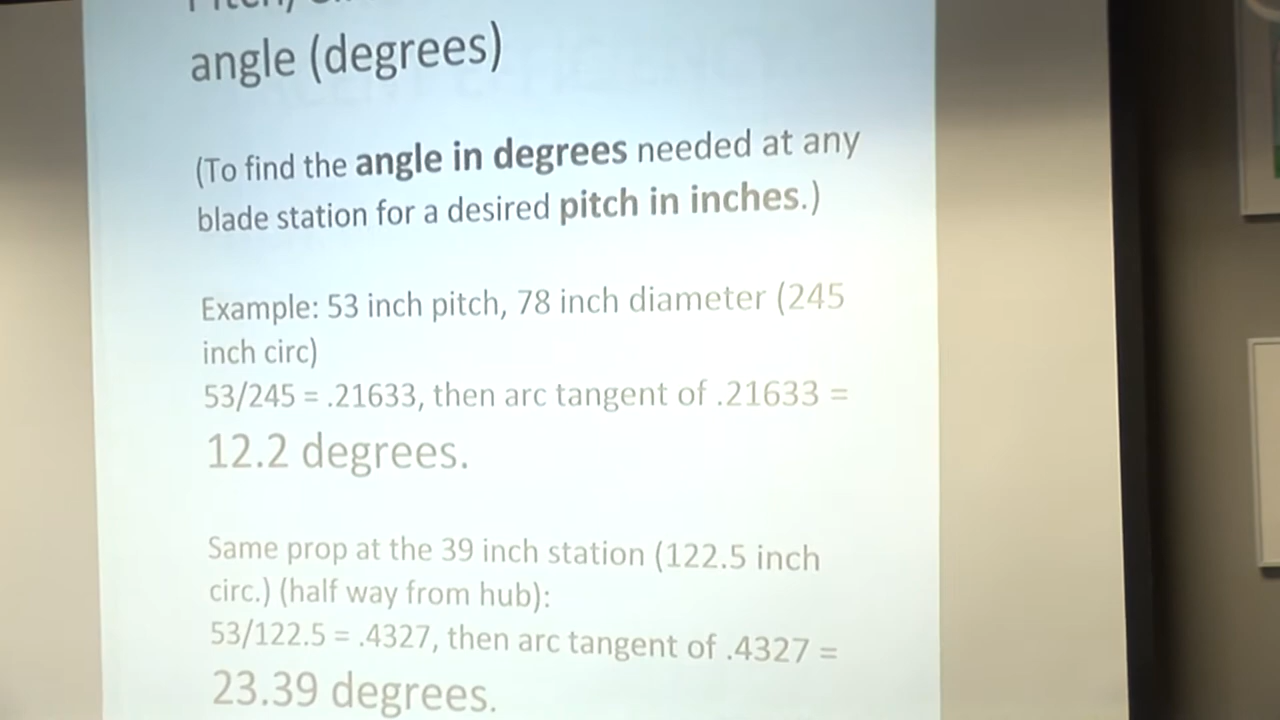 angle (degrees)
(To find the angle in degrees needed at any
blade station for a desired pitch in inches.)
Example: 53 inch pitch, 78 inch diameter (245
inch circ)
53/245 = .21633, then arc tangent of .21633 =
12.2 degrees.
Same prop at the 39 inch station (122.5 inch
circ.) (half way from hub):
53/122.5 = .4327, then arc tangent of .4327 =
23.39 degrees.